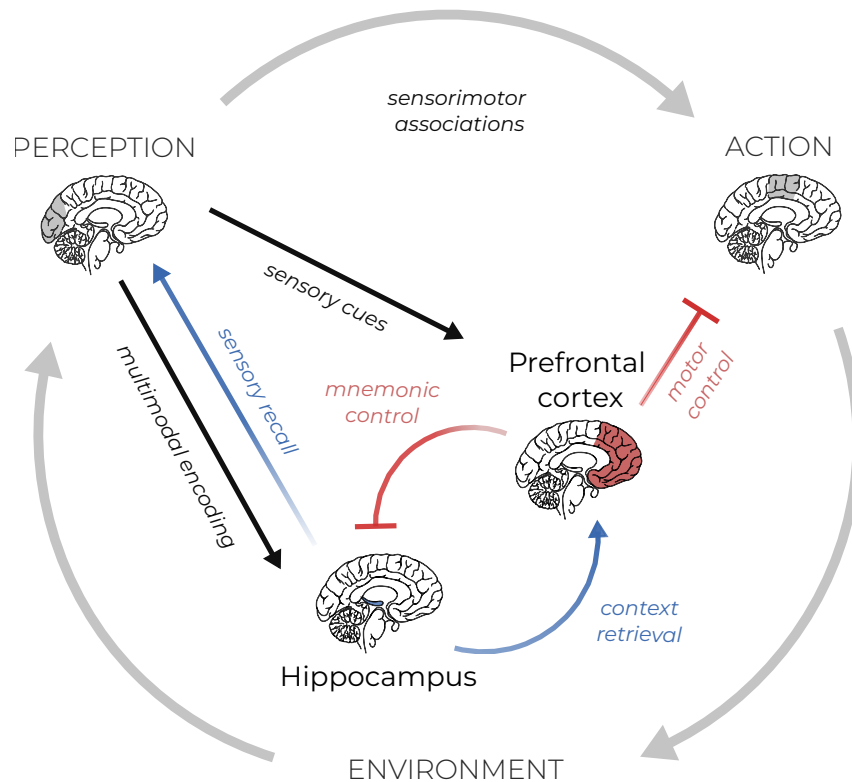 sensorimotor
associations
PERCEPTION
ACTION
sensory cues
multimodal encoding
sensory recall
mnemonic
control
Prefrontal
cortex
motor
control
context
retrieval
Hippocampus
ENVIRONMENT